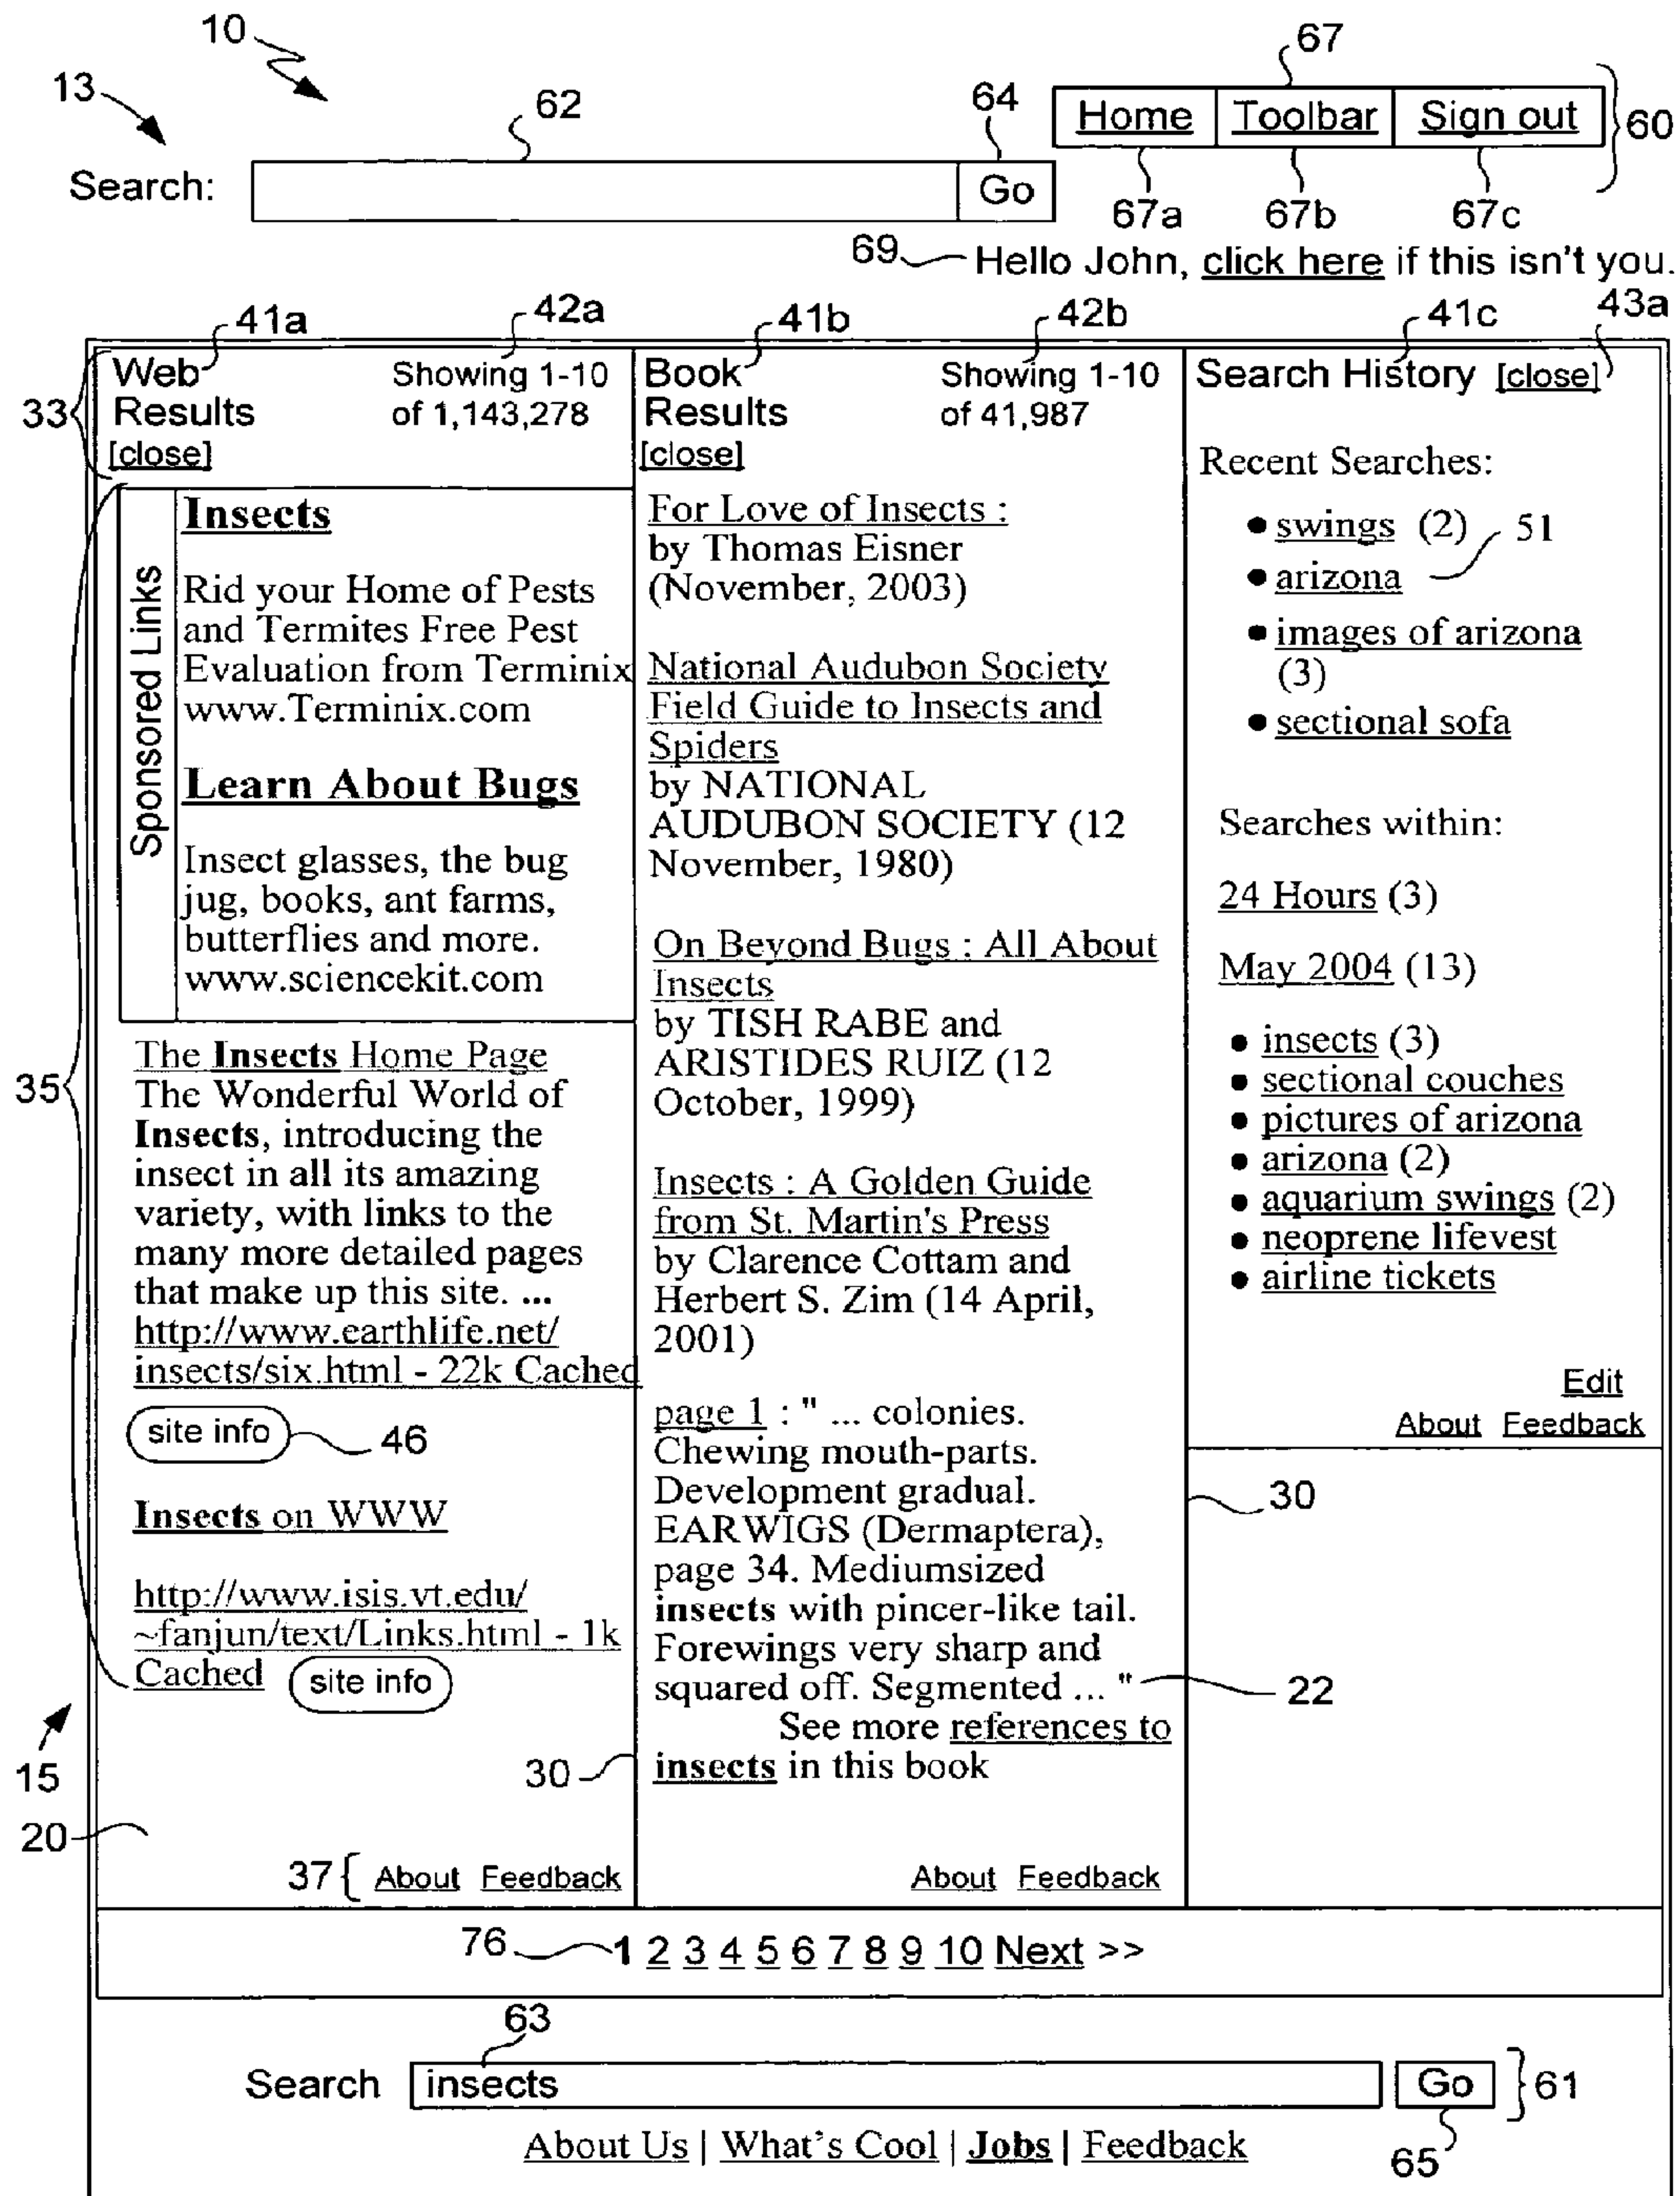 10
67
13
62
64
Home Toolbar Sign out
60
Search:
Go
67a 67b 67c
69
Hello John, click here if this isn't you.
41a
42a
41b
42b
41c
43a
33
Web
Results
[close]
Showing 1-10
of 1,143,278
35
Sponsored Links
Insects
Rid your Home of Pests
and Termites Free Pest
Evaluation from Terminix
www.Terminix.com
Learn About Bugs
Insect glasses, the bug
jug, books, ant farms,
butterflies and more.
www.sciencekit.com
The Insects Home Page
The Wonderful World of
Insects, introducing the
insect in all its amazing
variety, with links to the
many more detailed pages
that make up this site. ...
http://www.earthlife.net/
insects/six.html - 22k Cached
site info
46
Insects on WWW
http://www.isis.vt.edu/
~fanjun/text/Links.html - 1k
Cached
site info
15
20
30
37
About Feedback
Book
Results
[close]
Showing 1-10
of 41,987
For Love of Insects :
by Thomas Eisner
(November, 2003)
National Audubon Society
Field Guide to Insects and
Spiders
by NATIONAL
AUDUBON SOCIETY (12
November, 1980)
On Beyond Bugs : All About
Insects
by TISH RABE and
ARISTIDES RUIZ (12
October, 1999)
Insects : A Golden Guide
from St. Martin's Press
by Clarence Cottam and
Herbert S. Zim (14 April,
2001)
page 1 : " ... colonies.
Chewing mouth-parts.
Development gradual.
EARWIGS (Dermaptera),
page 34. Mediumsized
insects with pincer-like tail.
Forewings very sharp and
squared off. Segmented ... "
22
See more references to
insects in this book
About Feedback
Search History [close]
Recent Searches:
• swings (2)
51
• arizona
• images of arizona
(3)
• sectional sofa
Searches within:
24 Hours (3)
May 2004 (13)
• insects (3)
• sectional couches
• pictures of arizona
• arizona (2)
• aquarium swings (2)
• neoprene lifevest
• airline tickets
Edit
About Feedback
30
76
1 2 3 4 5 6 7 8 9 10 Next >>
63
Search
insects
Go
61
65
About Us | What's Cool | Jobs | Feedback